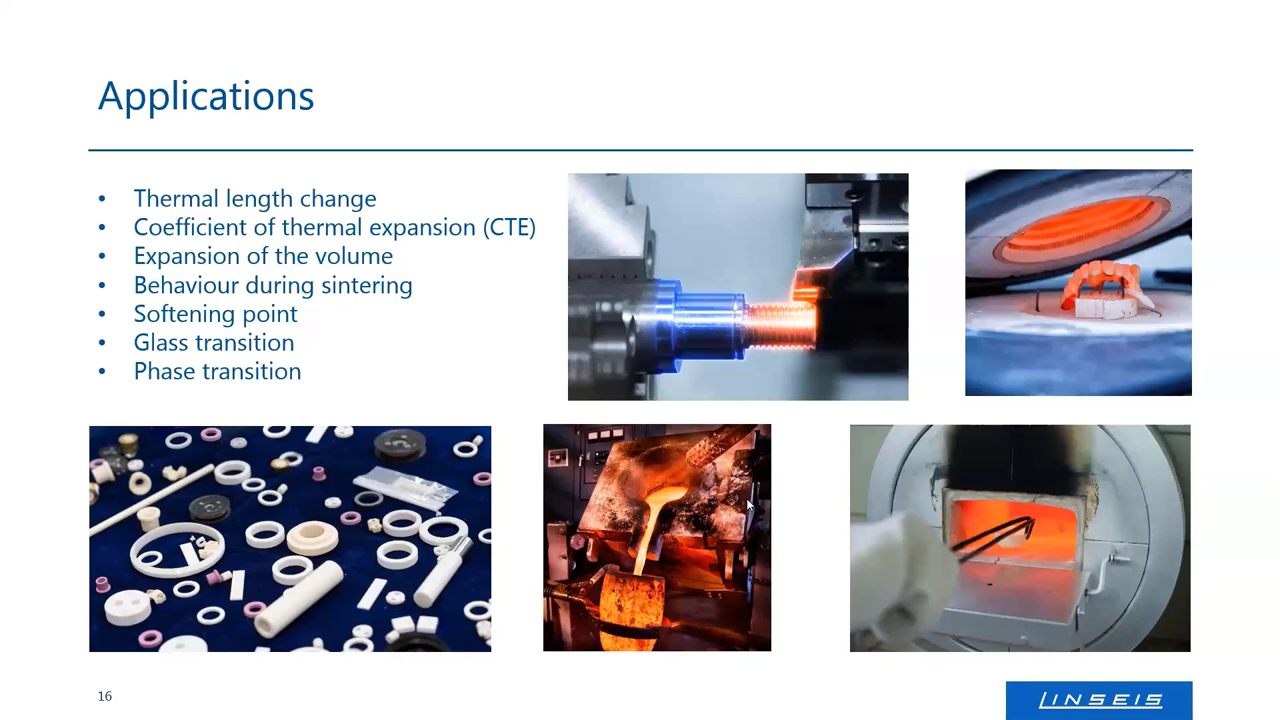 Applications
• Thermal length change
• Coefficient of thermal expansion (CTE)
• Expansion of the volume
• Behaviour during sintering
• Softening point
• Glass transition
• Phase transition
16
LINSEIS